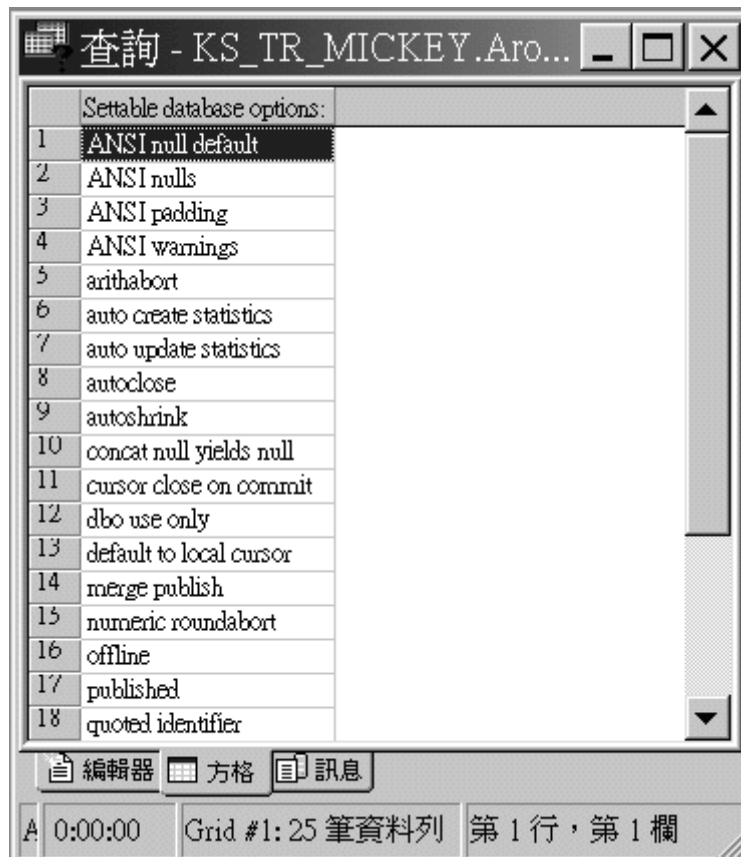 查詢 - KS_TR_MICKEY.Aro...
Settable database options:
1 ANSI null default
2 ANSI nulls
3 ANSI padding
4 ANSI warnings
5 arithabort
6 auto create statistics
7 auto update statistics
8 autoclose
9 autoshrink
10 concat null yields null
11 cursor close on commit
12 dbo use only
13 default to local cursor
14 merge publish
15 numeric roundabort
16 offline
17 published
18 quoted identifier
編輯器 方格 訊息
A 0:00:00 Grid #1: 25 筆資料列 第 1 行，第 1 欄